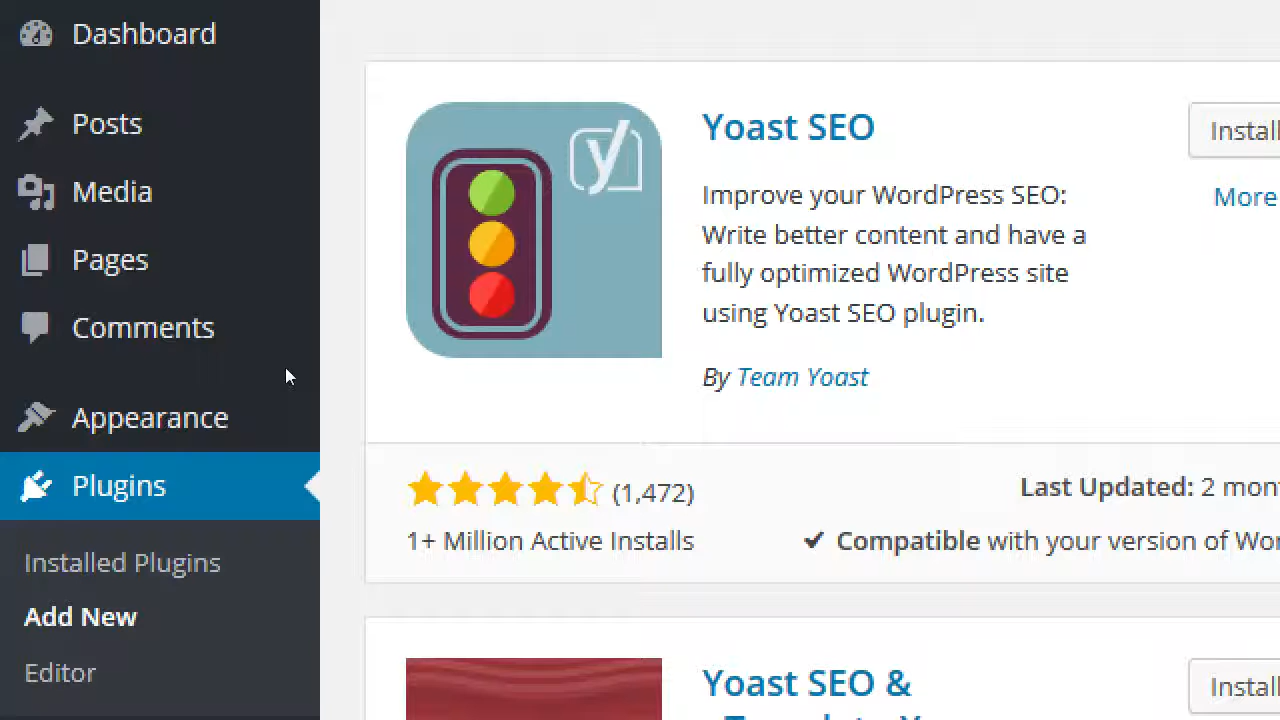 Dashboard
Posts
Media
Pages
Comments
Appearance
Plugins
Installed Plugins
Add New
Editor
y
Yoast SEO
Install
More
Improve your WordPress SEO:
Write better content and have a
fully optimized WordPress site
using Yoast SEO plugin.
By Team Yoast
(1,472)
Last Updated: 2 mon
1+ Million Active Installs
✔ Compatible with your version of Wor
Yoast SEO &
Install